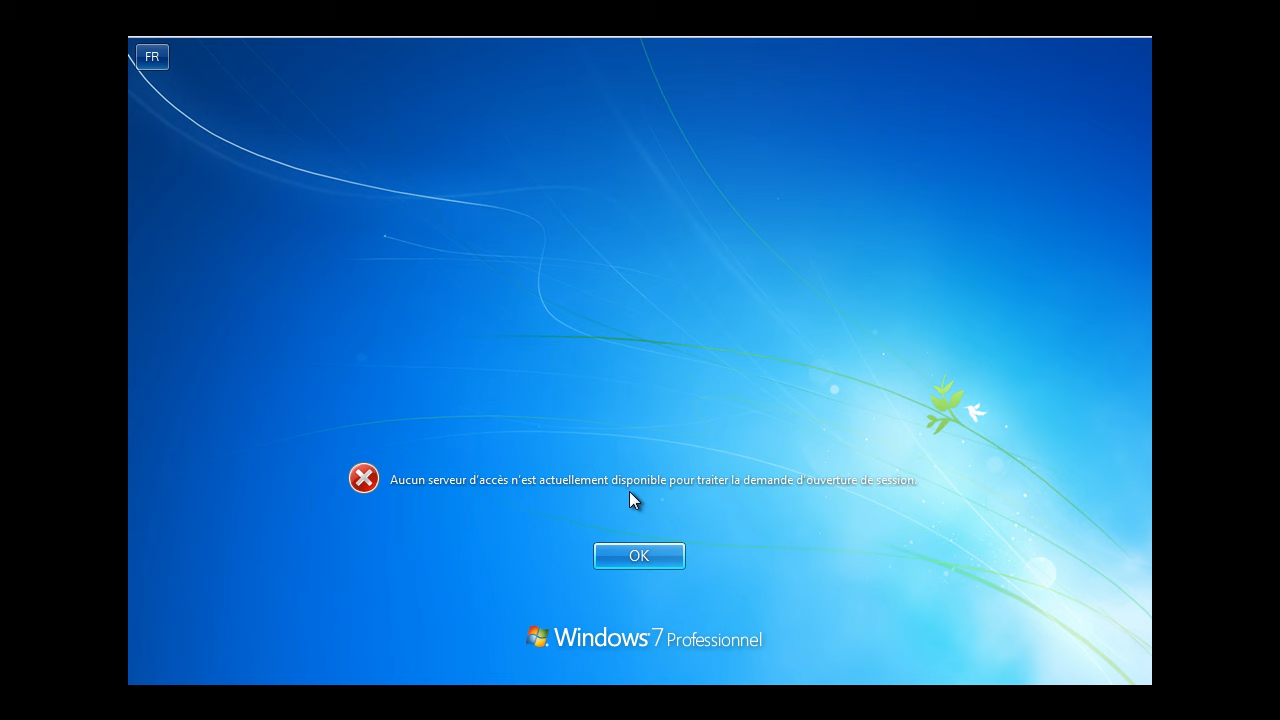 FR
Aucun serveur d'accès n'est actuellement disponible pour traiter la demande d'ouverture de session.
OK
Windows 7 Professionnel